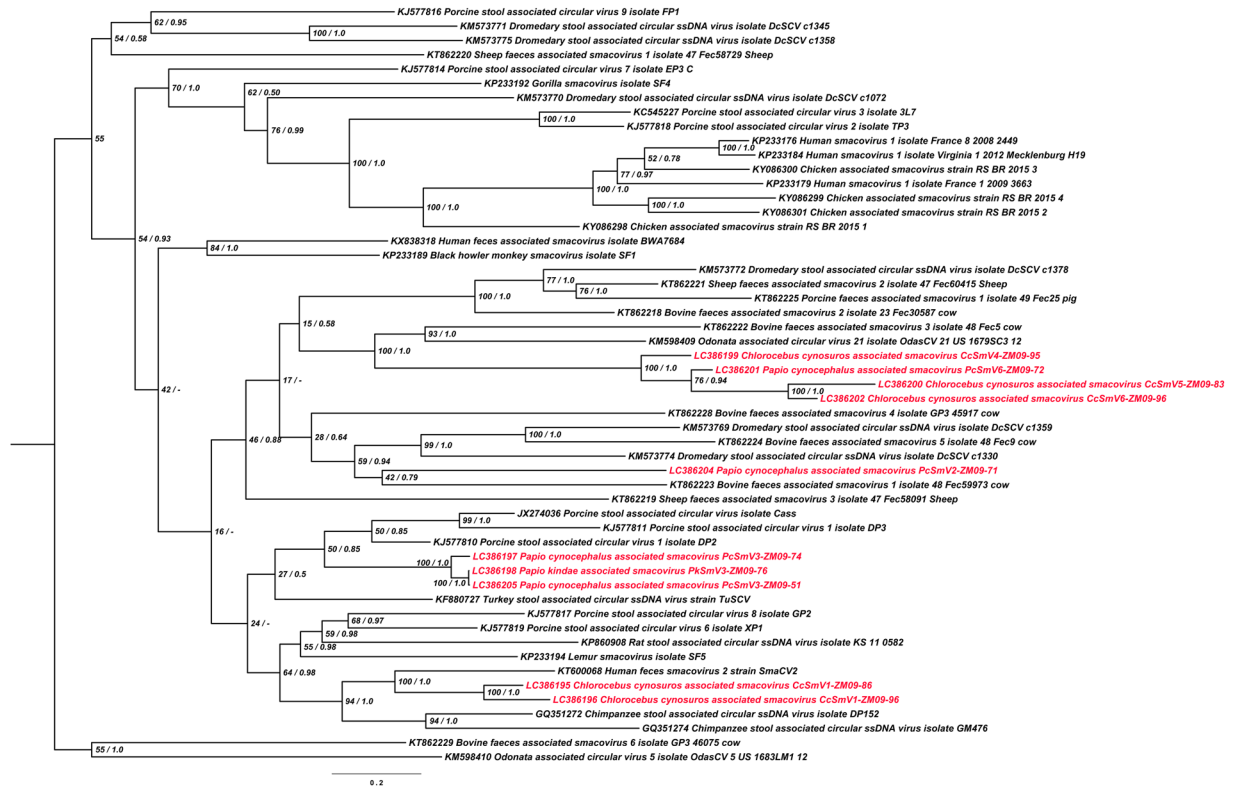 KJ577816 Porcine stool associated circular virus 9 isolate FP1
62 / 0.95
KM573771 Dromedary stool associated circular ssDNA virus isolate DcSCV c1345
100 / 1.0
54 / 0.58
KM573775 Dromedary stool associated circular ssDNA virus isolate DcSCV c1358
KT862220 Sheep faeces associated smacovirus 1 isolate 47 Fec58729 Sheep
KJ577814 Porcine stool associated circular virus 7 isolate EP3 C
70 / 1.0
KP233192 Gorilla smacovirus isolate SF4
62 / 0.50
KM573770 Dromedary stool associated circular ssDNA virus isolate DcSCV c1072
KC545227 Porcine stool associated circular virus 3 isolate 3L7
100 / 1.0
KJ577818 Porcine stool associated circular virus 2 isolate TP3
76 / 0.99
55
KP233176 Human smacovirus 1 isolate France 8 2008 2449
100 / 1.0
KP233184 Human smacovirus 1 isolate Virginia 1 2012 Mecklenburg H19
52 / 0.78
100 / 1.0
KY086300 Chicken associated smacovirus strain RS BR 2015 3
77 / 0.97
KP233179 Human smacovirus 1 isolate France 1 2009 3663
100 / 1.0
KY086299 Chicken associated smacovirus strain RS BR 2015 4
100 / 1.0
100 / 1.0
KY086301 Chicken associated smacovirus strain RS BR 2015 2
KY086298 Chicken associated smacovirus strain RS BR 2015 1
54 / 0.93
KX838318 Human feces associated smacovirus isolate BWA7684
84 / 1.0
KP233189 Black howler monkey smacovirus isolate SF1
KM573772 Dromedary stool associated circular ssDNA virus isolate DcSCV c1378
77 / 1.0
KT862221 Sheep faeces associated smacovirus 2 isolate 47 Fec60415 Sheep
76 / 1.0
100 / 1.0
KT862225 Porcine faeces associated smacovirus 1 isolate 49 Fec25 pig
KT862218 Bovine faeces associated smacovirus 2 isolate 23 Fec30587 cow
15 / 0.58
KT862222 Bovine faeces associated smacovirus 3 isolate 48 Fec5 cow
93 / 1.0
KM598409 Odonata associated circular virus 21 isolate OdasCV 21 US 1679SC3 12
100 / 1.0
LC386199 Chlorocebus cynosuros associated smacovirus CcSmV4-ZM09-95
100 / 1.0
LC386201 Papio cynocephalus associated smacovirus PcSmV6-ZM09-72
76 / 0.94
17 / -
LC386200 Chlorocebus cynosuros associated smacovirus CcSmV5-ZM09-83
100 / 1.0
42 / -
LC386202 Chlorocebus cynosuros associated smacovirus CcSmV6-ZM09-96
KT862228 Bovine faeces associated smacovirus 4 isolate GP3 45917 cow
KM573769 Dromedary stool associated circular ssDNA virus isolate DcSCV c1359
100 / 1.0
46 / 0.88
28 / 0.64
KT862224 Bovine faeces associated smacovirus 5 isolate 48 Fec9 cow
99 / 1.0
KM573774 Dromedary stool associated circular ssDNA virus isolate DcSCV c1330
59 / 0.94
LC386204 Papio cynocephalus associated smacovirus PcSmV2-ZM09-71
42 / 0.79
KT862223 Bovine faeces associated smacovirus 1 isolate 48 Fec59973 cow
KT862219 Sheep faeces associated smacovirus 3 isolate 47 Fec58091 Sheep
JX274036 Porcine stool associated circular virus isolate Cass
99 / 1.0
50 / 0.85
KJ577811 Porcine stool associated circular virus 1 isolate DP3
16 / -
KJ577810 Porcine stool associated circular virus 1 isolate DP2
50 / 0.85
LC386197 Papio cynocephalus associated smacovirus PcSmV3-ZM09-74
100 / 1.0
LC386198 Papio kindae associated smacovirus PkSmV3-ZM09-76
27 / 0.5
100 / 1.0
LC386205 Papio cynocephalus associated smacovirus PcSmV3-ZM09-51
KF880727 Turkey stool associated circular ssDNA virus strain TuSCV
KJ577817 Porcine stool associated circular virus 8 isolate GP2
68 / 0.97
24 / -
KJ577819 Porcine stool associated circular virus 6 isolate XP1
59 / 0.98
KP860908 Rat stool associated circular ssDNA virus isolate KS 11 0582
55 / 0.98
KP233194 Lemur smacovirus isolate SF5
64 / 0.98
KT600068 Human feces smacovirus 2 strain SmaCV2
100 / 1.0
LC386195 Chlorocebus cynosuros associated smacovirus CcSmV1-ZM09-86
100 / 1.0
LC386196 Chlorocebus cynosuros associated smacovirus CcSmV1-ZM09-96
94 / 1.0
GQ351272 Chimpanzee stool associated circular ssDNA virus isolate DP152
94 / 1.0
GQ351274 Chimpanzee stool associated circular ssDNA virus isolate GM476
KT862229 Bovine faeces associated smacovirus 6 isolate GP3 46075 cow
55 / 1.0
KM598410 Odonata associated circular virus 5 isolate OdasCV 5 US 1683LM1 12
0.2